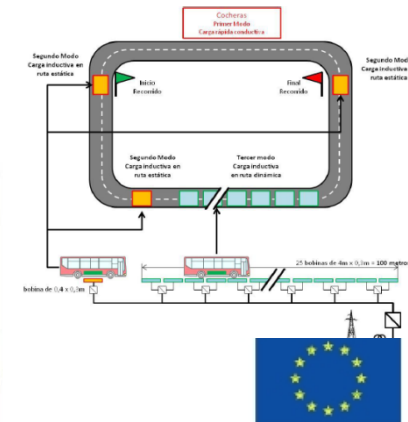 Cocheras
Primer Modo
Carga rápida conductiva
Segundo Modo
Carga inductiva en
ruta estática
Inicio
Recorrido
Final
Recorrido
Segundo Mod
Carga inductiva
ruta estática
Segundo Modo
Carga inductiva en
ruta estática
Tercer modo
Carga inductiva
en ruta dinámica
25 bobinas de 4m x 0,3m = 100 metros
bobina de 0,4 x 0,3m